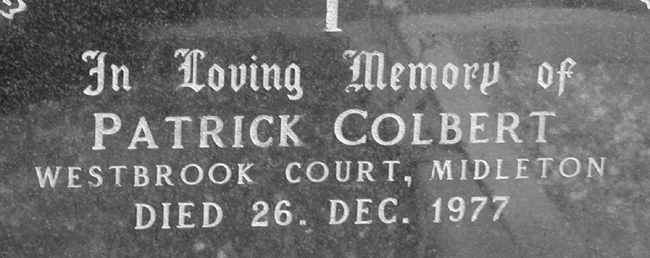 In Loving Memory of
PATRICK COLBERT
WESTBROOK COURT, MIDLETON
DIED 26. DEC. 1977